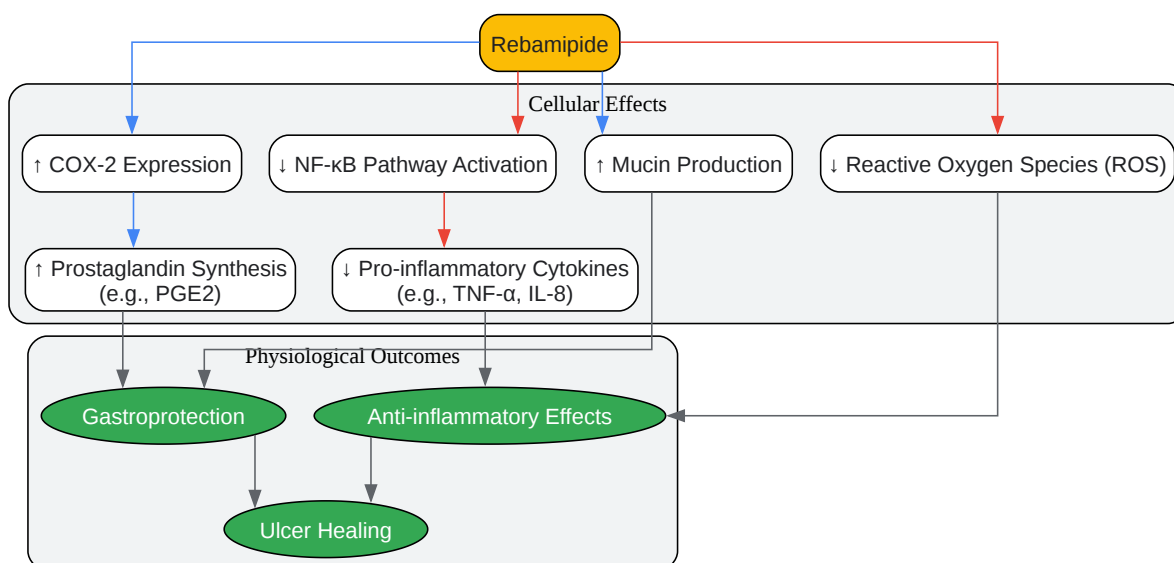 Rebamipide
Cellular Effects
↑ COX-2 Expression
↓ NF-κB Pathway Activation
↑ Mucin Production
↓ Reactive Oxygen Species (ROS)
↑ Prostaglandin Synthesis
(e.g., PGE2)
↓ Pro-inflammatory Cytokines
(e.g., TNF-α, IL-8)
Physiological Outcomes
Gastroprotection
Anti-inflammatory Effects
Ulcer Healing